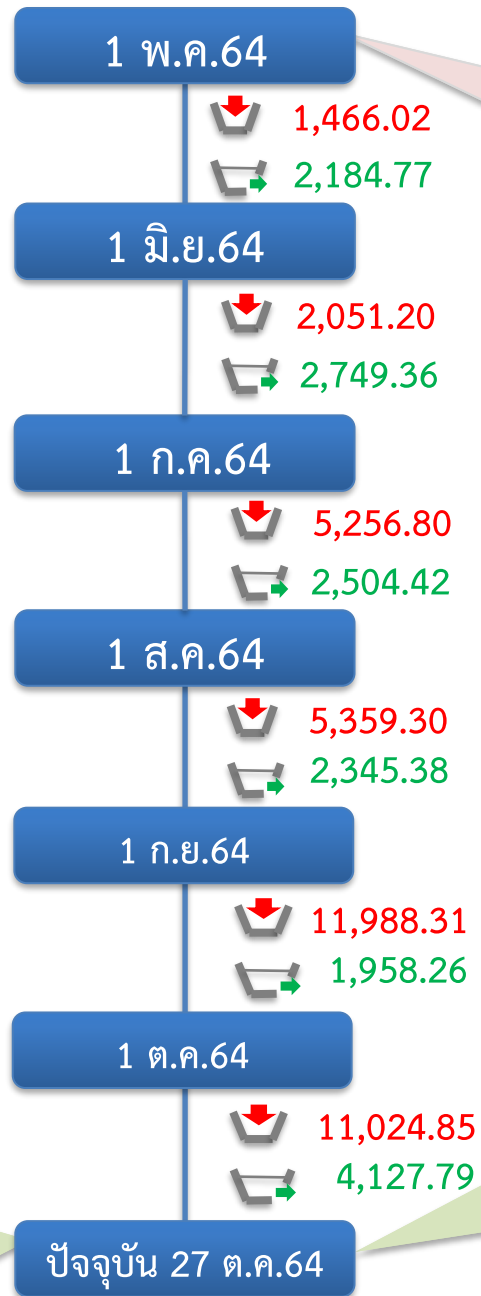 1 พ.ค.64
1,466.02
2,184.77
1 มิ.ย.64
2,051.20
2,749.36
1 ก.ค.64
5,256.80
2,504.42
1 ส.ค.64
5,359.30
2,345.38
1 ก.ย.64
11,988.31
1,958.26
1 ต.ค.64
11,024.85
4,127.79
ปัจจุบัน 27 ต.ค.64